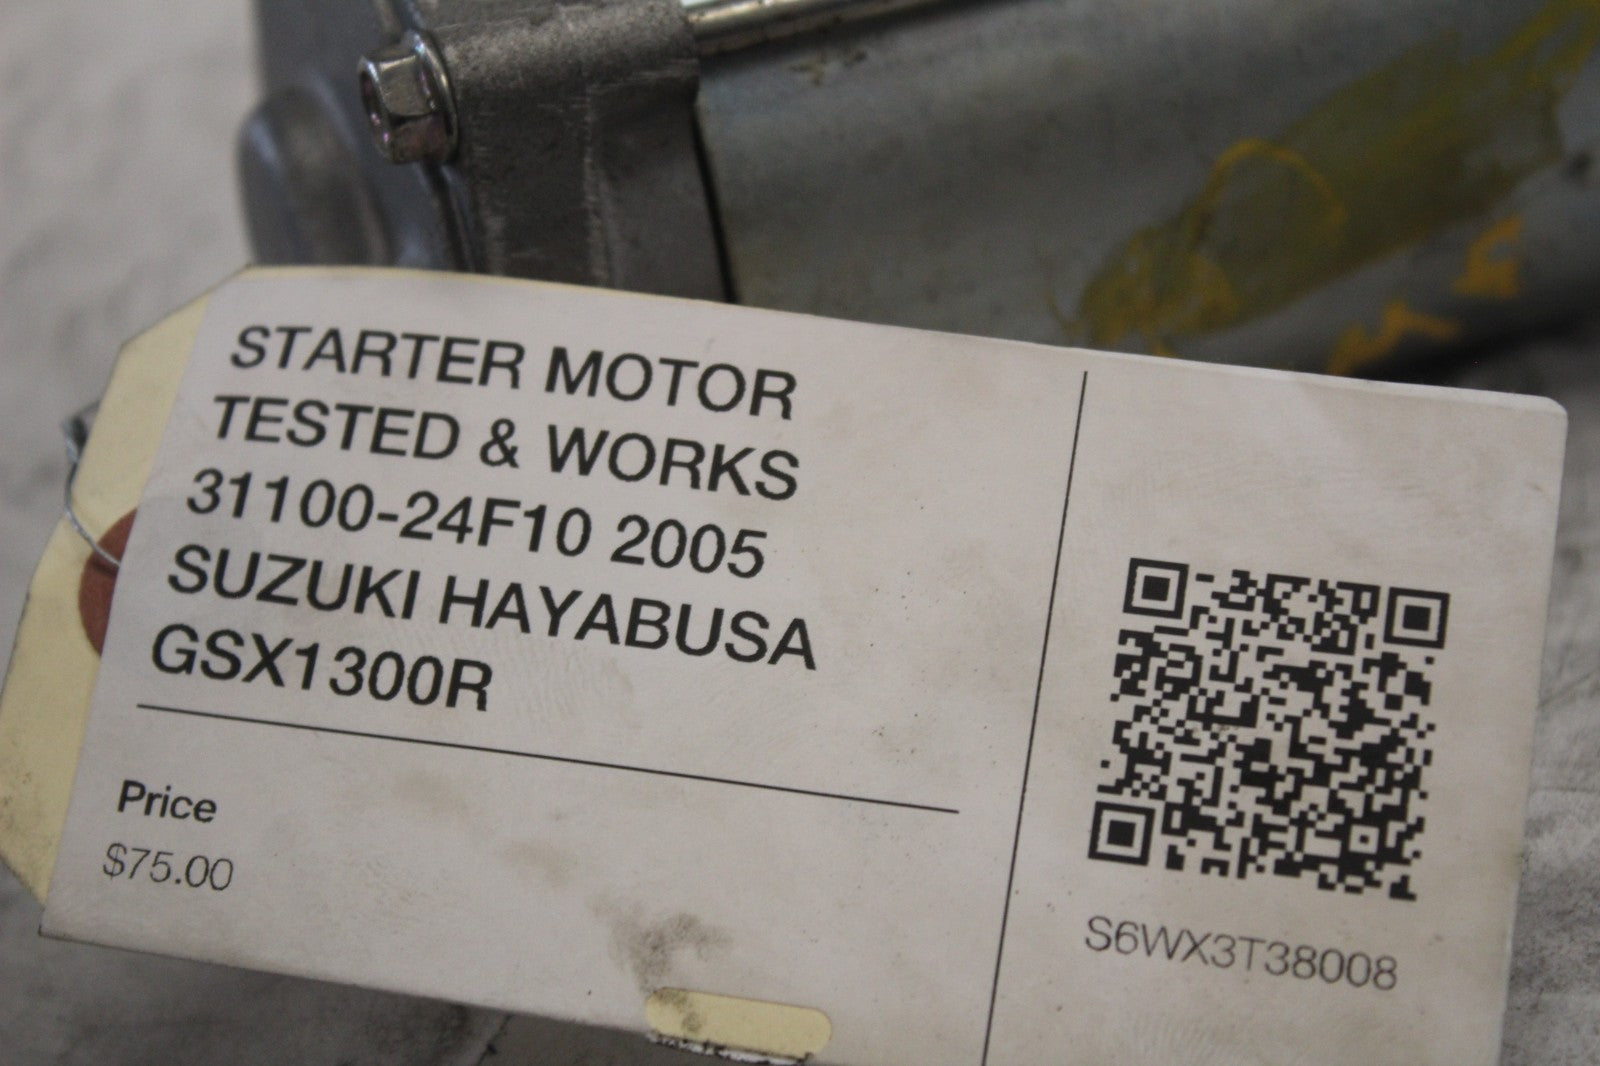 STARTER MOTOR
TESTED & WORKS
31100-24F10 2005
SUZUKI HAYABUSA
GSX1300R
Price
$75.00
S6WX3T38008